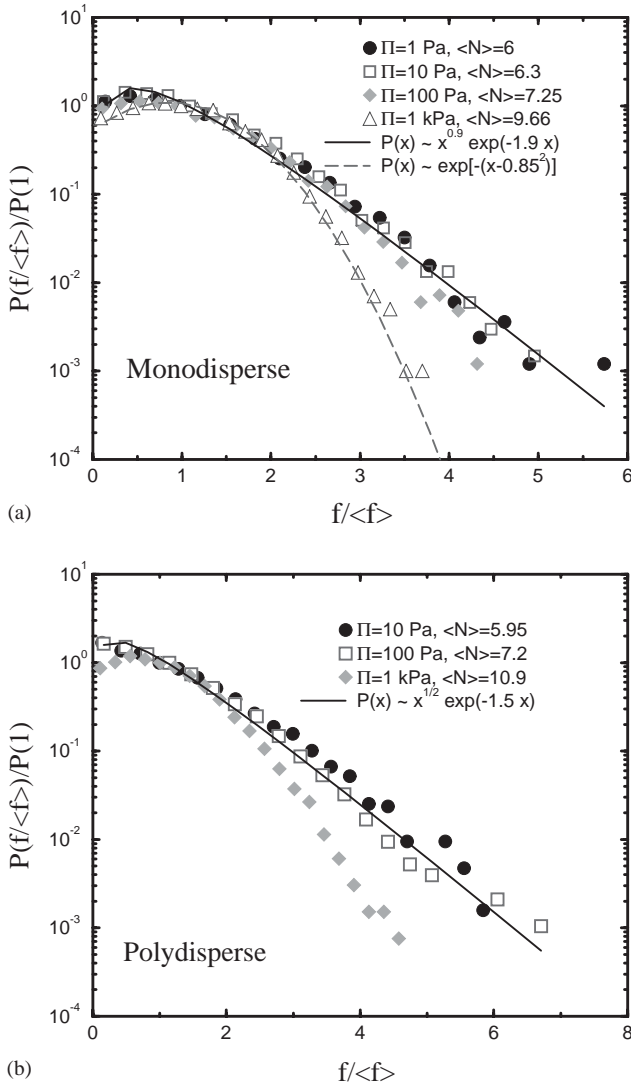 10^1
10^0
10^-1
10^-2
10^-3
10^-4
P(f/<f>)/P(1)
Π=1 Pa, <N>=6
Π=10 Pa, <N>=6.3
Π=100 Pa, <N>=7.25
Π=1 kPa, <N>=9.66
P(x) ~ x^0.9 exp(-1.9 x)
P(x) ~ exp[-(x-0.85^2)]
Monodisperse
0 1 2 3 4 5 6
(a)
f/<f>
10^1
10^0
10^-1
10^-2
10^-3
10^-4
P(f/<f>)/P(1)
Π=10 Pa, <N>=5.95
Π=100 Pa, <N>=7.2
Π=1 kPa, <N>=10.9
P(x) ~ x^1/2 exp(-1.5 x)
Polydisperse
0 2 4 6 8
(b)
f/<f>